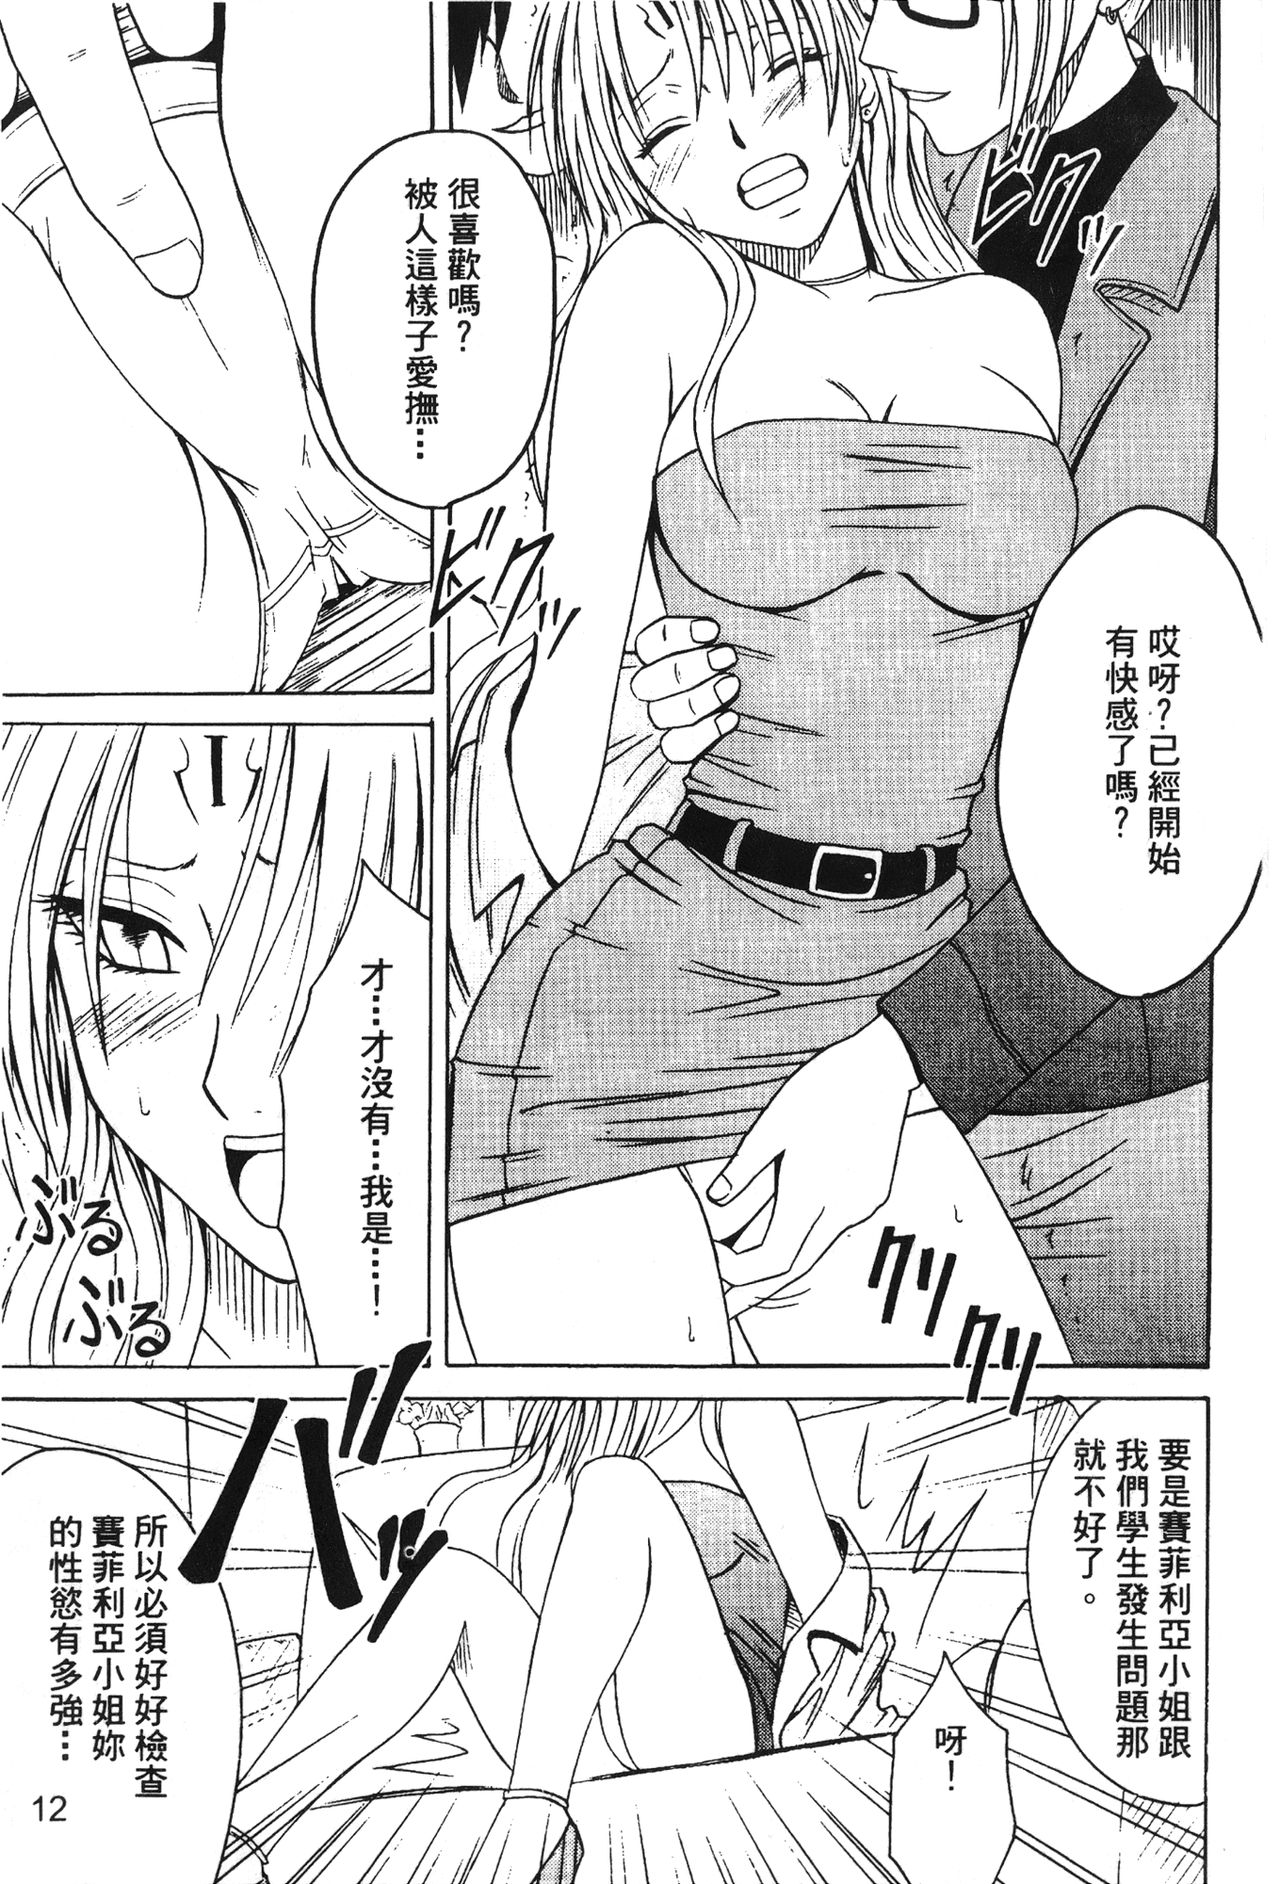 哎呀？已經開始
有快感了嗎？
很喜歡嗎？
被人這樣子愛撫…
ビクッ
ビクッ
クリ
クリッ
才…才沒有…我是…！
ぶる
ぶる
要是賽菲利亞小姐跟
我們學生發生問題那
就不好了。
呀！
バッ
所以必須好好檢查
賽菲利亞小姐妳
的性慾有多強…
I
12